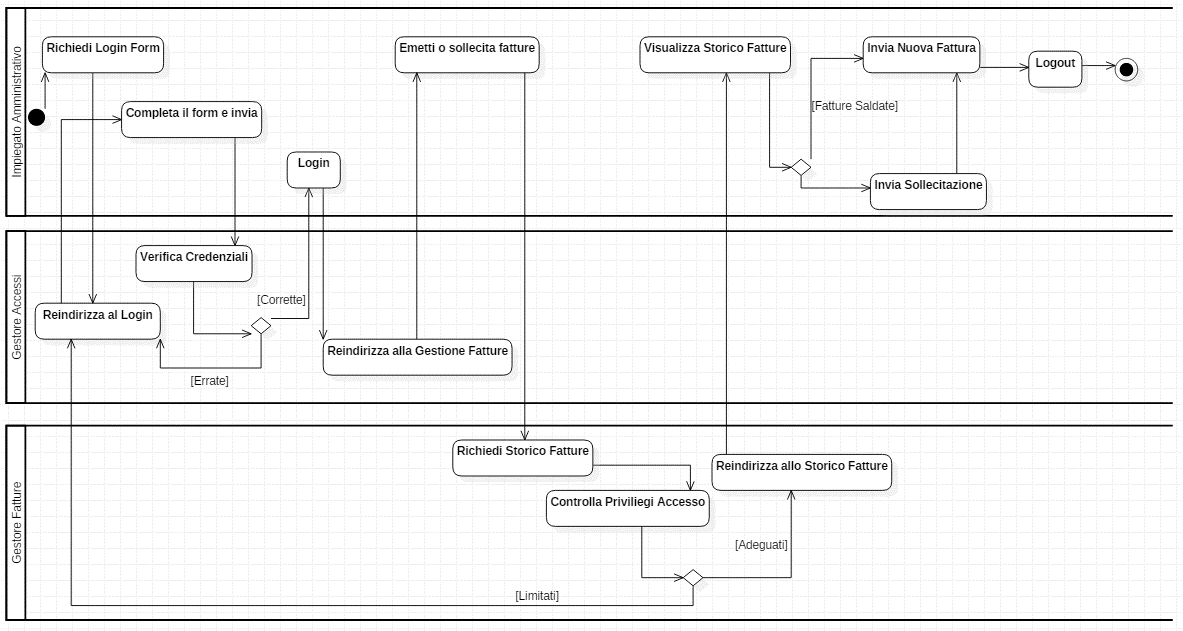 Impiegato Amministrativo
Richiedi Login Form
Emetti o sollecita fatture
Visualizza Storico Fatture
Invia Nuova Fattura
Logout
[Fatture Saldate]
Completa il form e invia
Login
Invia Sollecitazione
Gestore Accessi
Verifica Credenziali
[Corrette]
Reindirizza al Login
Reindirizza alla Gestione Fatture
[Errate]
Gestore Fatture
Richiedi Storico Fatture
Reindirizza allo Storico Fatture
Controlla Priviliegi Accesso
[Adeguati]
[Limitati]